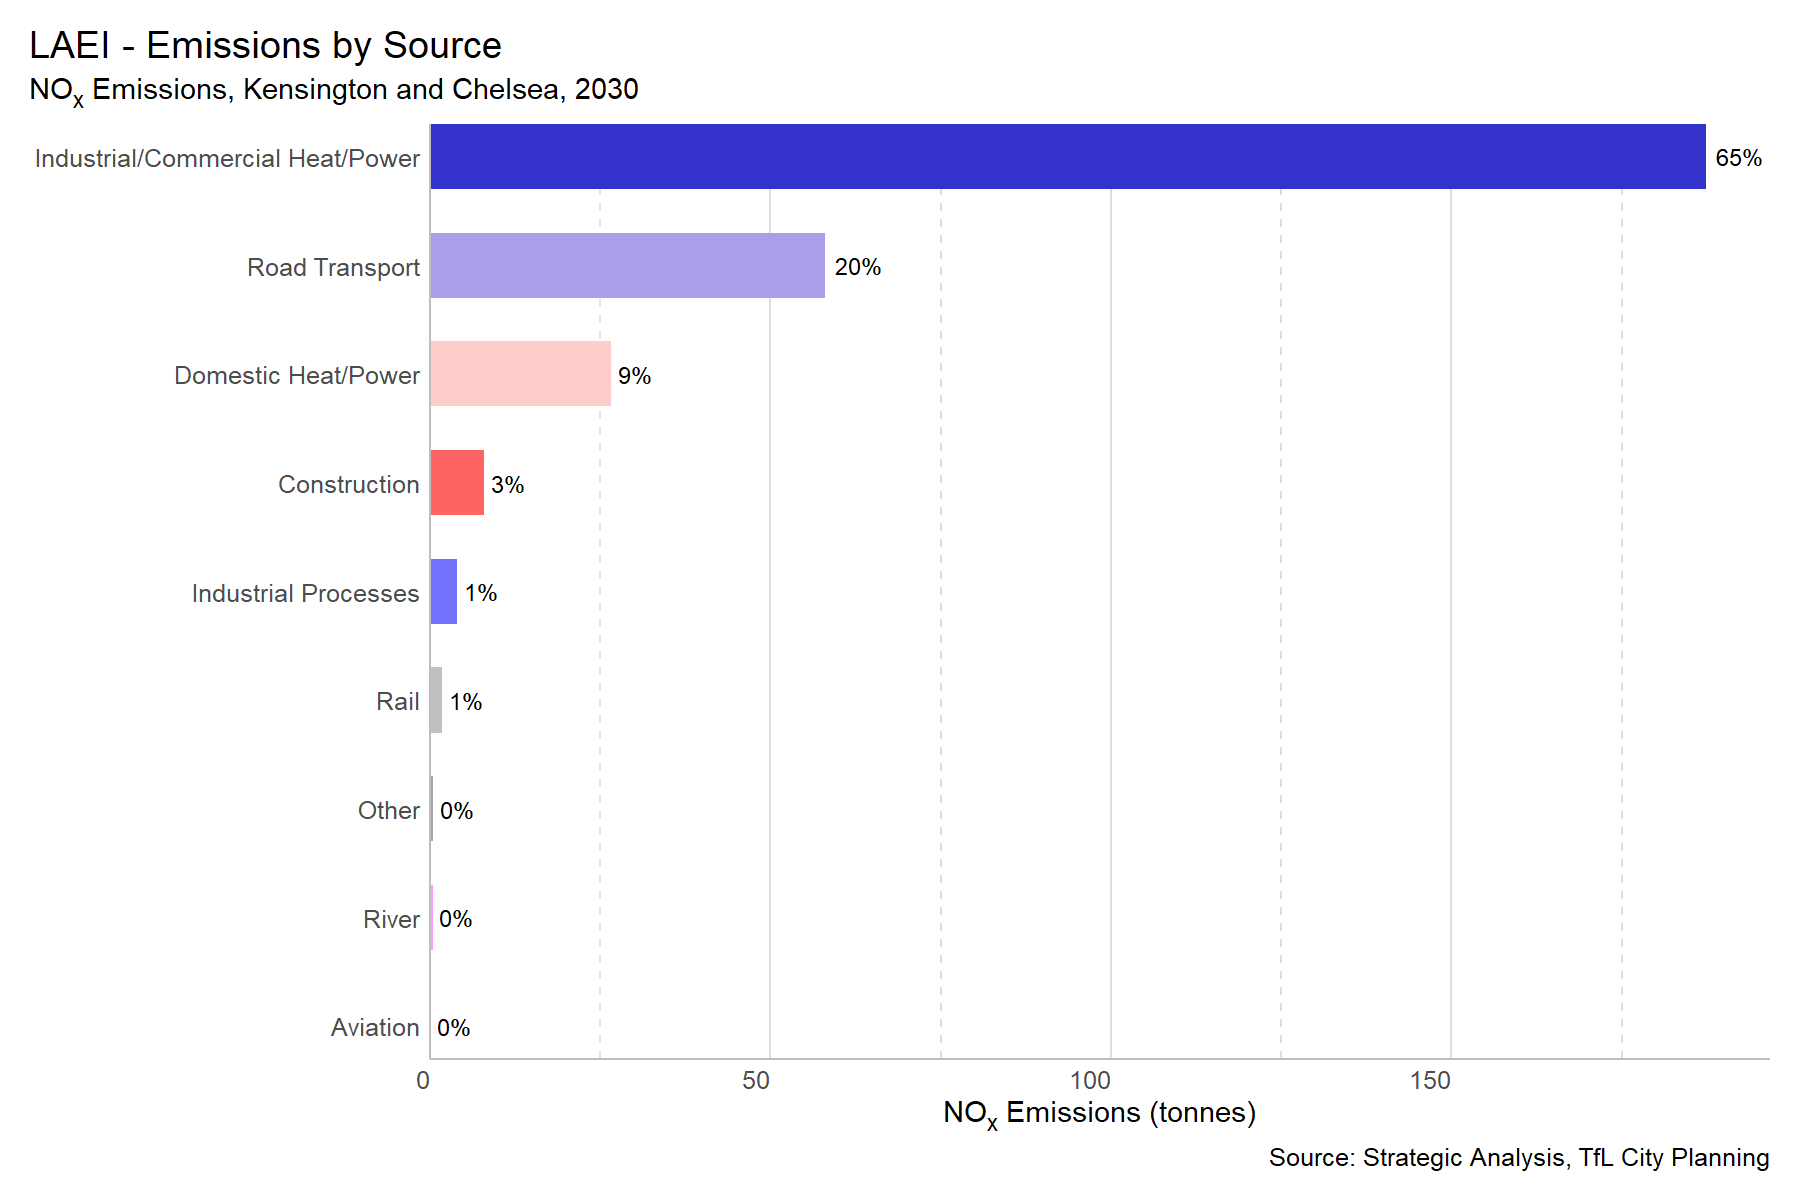 LAEI - Emissions by Source
NOx Emissions, Kensington and Chelsea, 2030
Industrial/Commercial Heat/Power 65%
Road Transport 20%
Domestic Heat/Power 9%
Construction 3%
Industrial Processes 1%
Rail 1%
Other 0%
River 0%
Aviation 0%
0 50 100 150
NOx Emissions (tonnes)
Source: Strategic Analysis, TfL City Planning